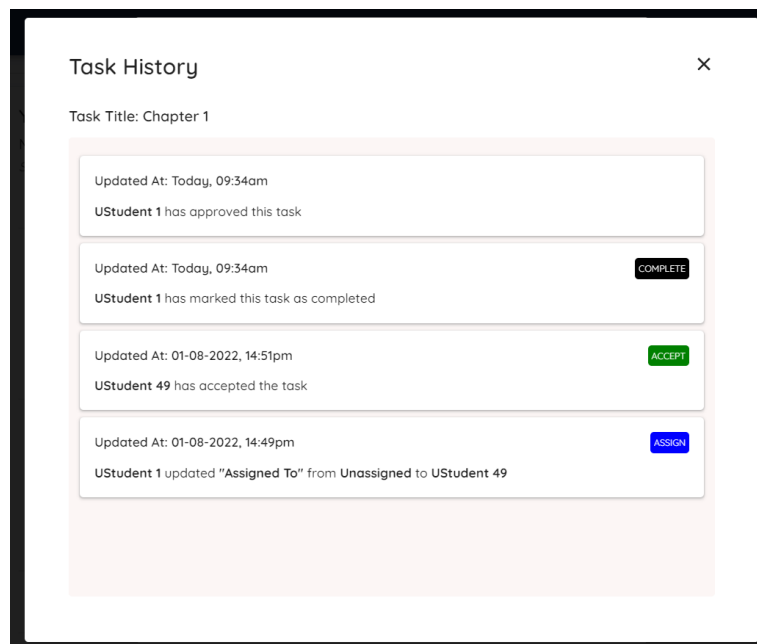 Task History
Task Title: Chapter 1
Updated At: Today, 09:34am
UStudent 1 has approved this task
Updated At: Today, 09:34am
COMPLETE
UStudent 1 has marked this task as completed
Updated At: 01-08-2022, 14:51pm
ACCEPT
UStudent 49 has accepted the task
Updated At: 01-08-2022, 14:49pm
ASSIGN
UStudent 1 updated "Assigned To" from Unassigned to UStudent 49